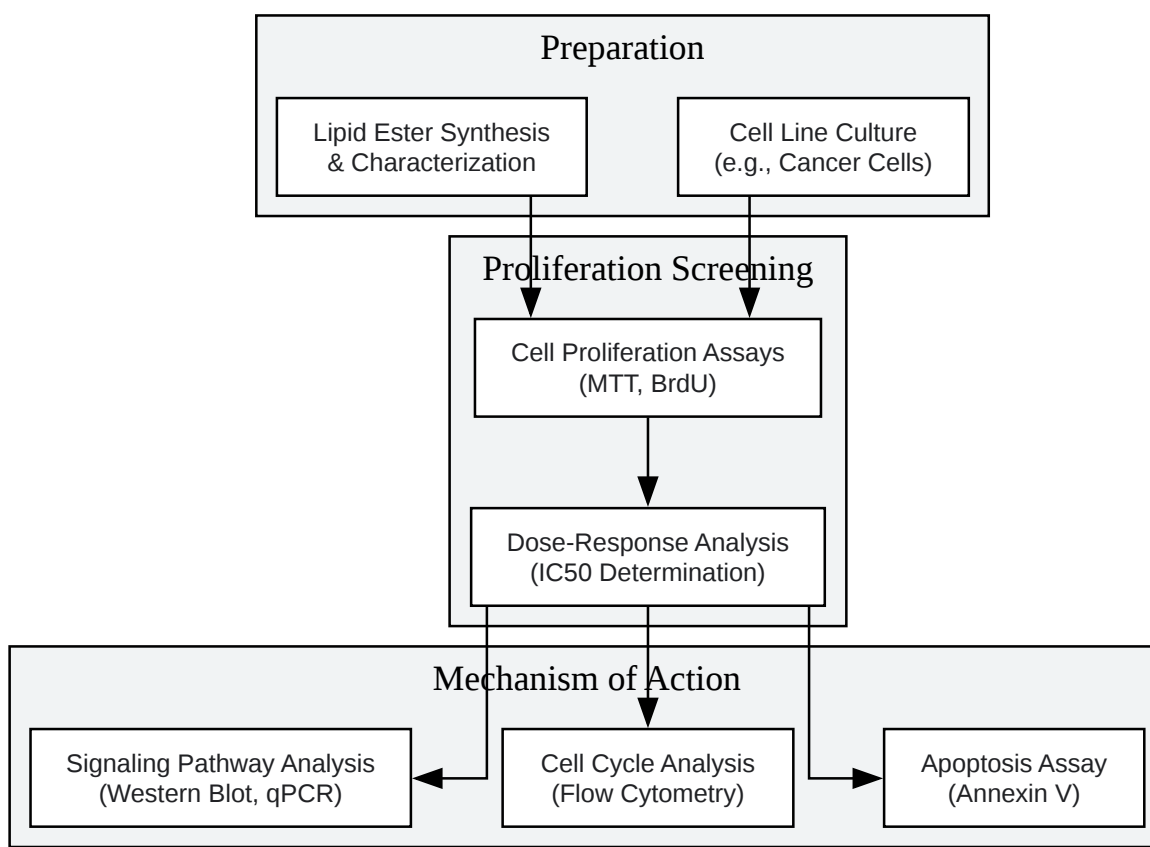 Preparation
Lipid Ester Synthesis
& Characterization
Cell Line Culture
(e.g., Cancer Cells)
Proliferation Screening
Cell Proliferation Assays
(MTT, BrdU)
Dose-Response Analysis
(IC50 Determination)
Mechanism of Action
Signaling Pathway Analysis
(Western Blot, qPCR)
Cell Cycle Analysis
(Flow Cytometry)
Apoptosis Assay
(Annexin V)